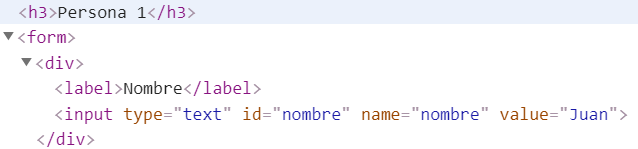 <h3>Persona 1</h3>
<form>
<div>
<label>Nombre</label>
<input type="text" id="nombre" name="nombre" value="Juan">
</div>